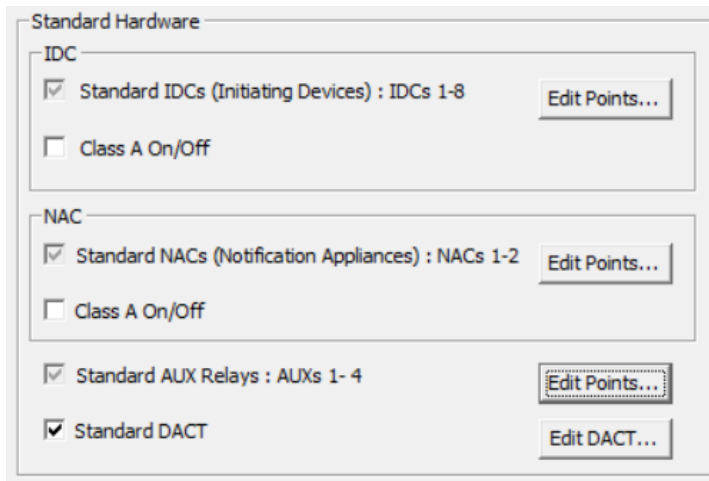 Standard Hardware
IDC
Standard IDCs (Initiating Devices) : IDCs 1-8
Edit Points...
Class A On/Off
NAC
Standard NACs (Notification Appliances) : NACs 1-2
Edit Points...
Class A On/Off
Standard AUX Relays : AUXs 1- 4
Edit Points...
Standard DACT
Edit DACT...